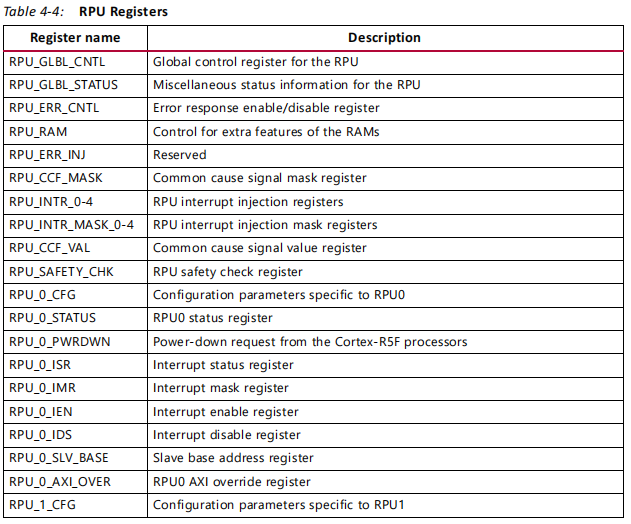 Table 4-4: RPU Registers
Register name Description
RPU_GLBL_CNTL Global control register for the RPU
RPU_GLBL_STATUS Miscellaneous status information for the RPU
RPU_ERR_CNTL Error response enable/disable register
RPU_RAM Control for extra features of the RAMs
RPU_ERR_INJ Reserved
RPU_CCF_MASK Common cause signal mask register
RPU_INTR_0-4 RPU interrupt injection registers
RPU_INTR_MASK_0-4 RPU interrupt injection mask registers
RPU_CCF_VAL Common cause signal value register
RPU_SAFETY_CHK RPU safety check register
RPU_0_CFG Configuration parameters specific to RPU0
RPU_0_STATUS RPU0 status register
RPU_0_PWRDWN Power-down request from the Cortex-R5F processors
RPU_0_ISR Interrupt status register
RPU_0_IMR Interrupt mask register
RPU_0_IEN Interrupt enable register
RPU_0_IDS Interrupt disable register
RPU_0_SLV_BASE Slave base address register
RPU_0_AXI_OVER RPU0 AXI override register
RPU_1_CFG Configuration parameters specific to RPU1